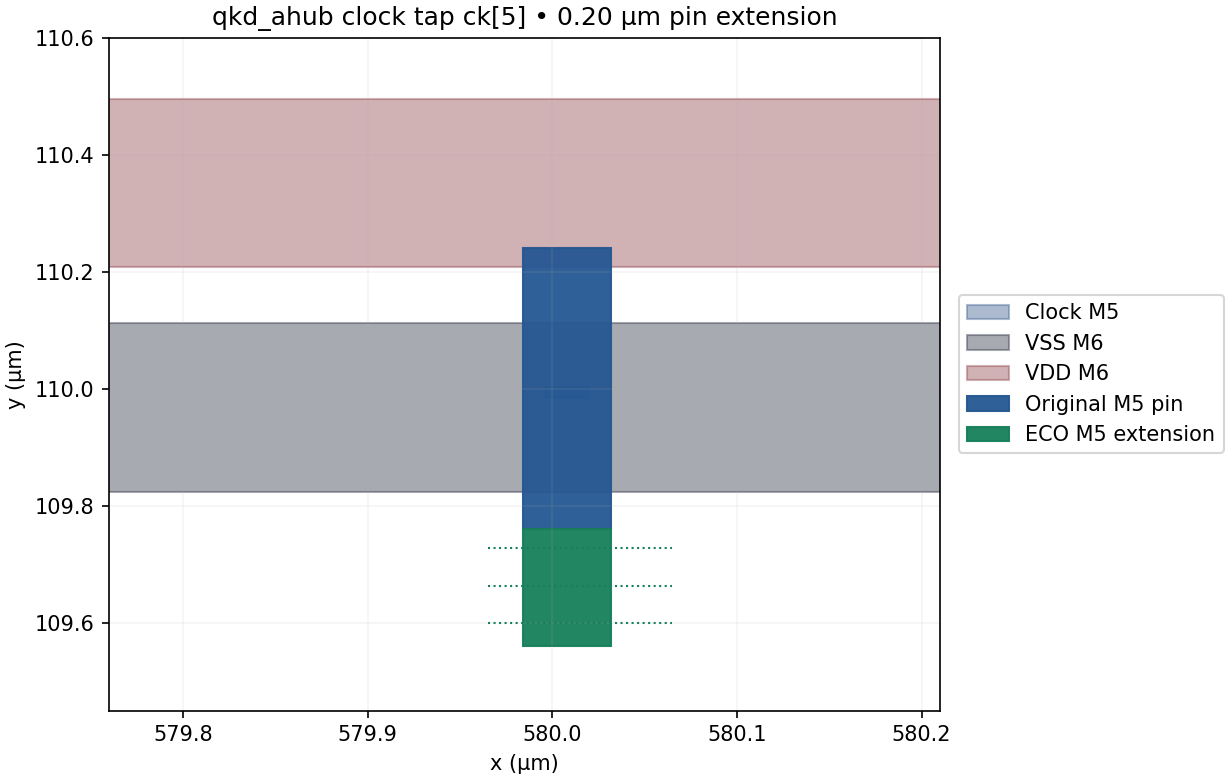 qkd_ahub clock tap ck[5] • 0.20 µm pin extension
110.6
110.4
110.2
110.0
109.8
109.6
y (µm)
579.8
579.9
580.0
580.1
580.2
x (µm)
Clock M5
VSS M6
VDD M6
Original M5 pin
ECO M5 extension